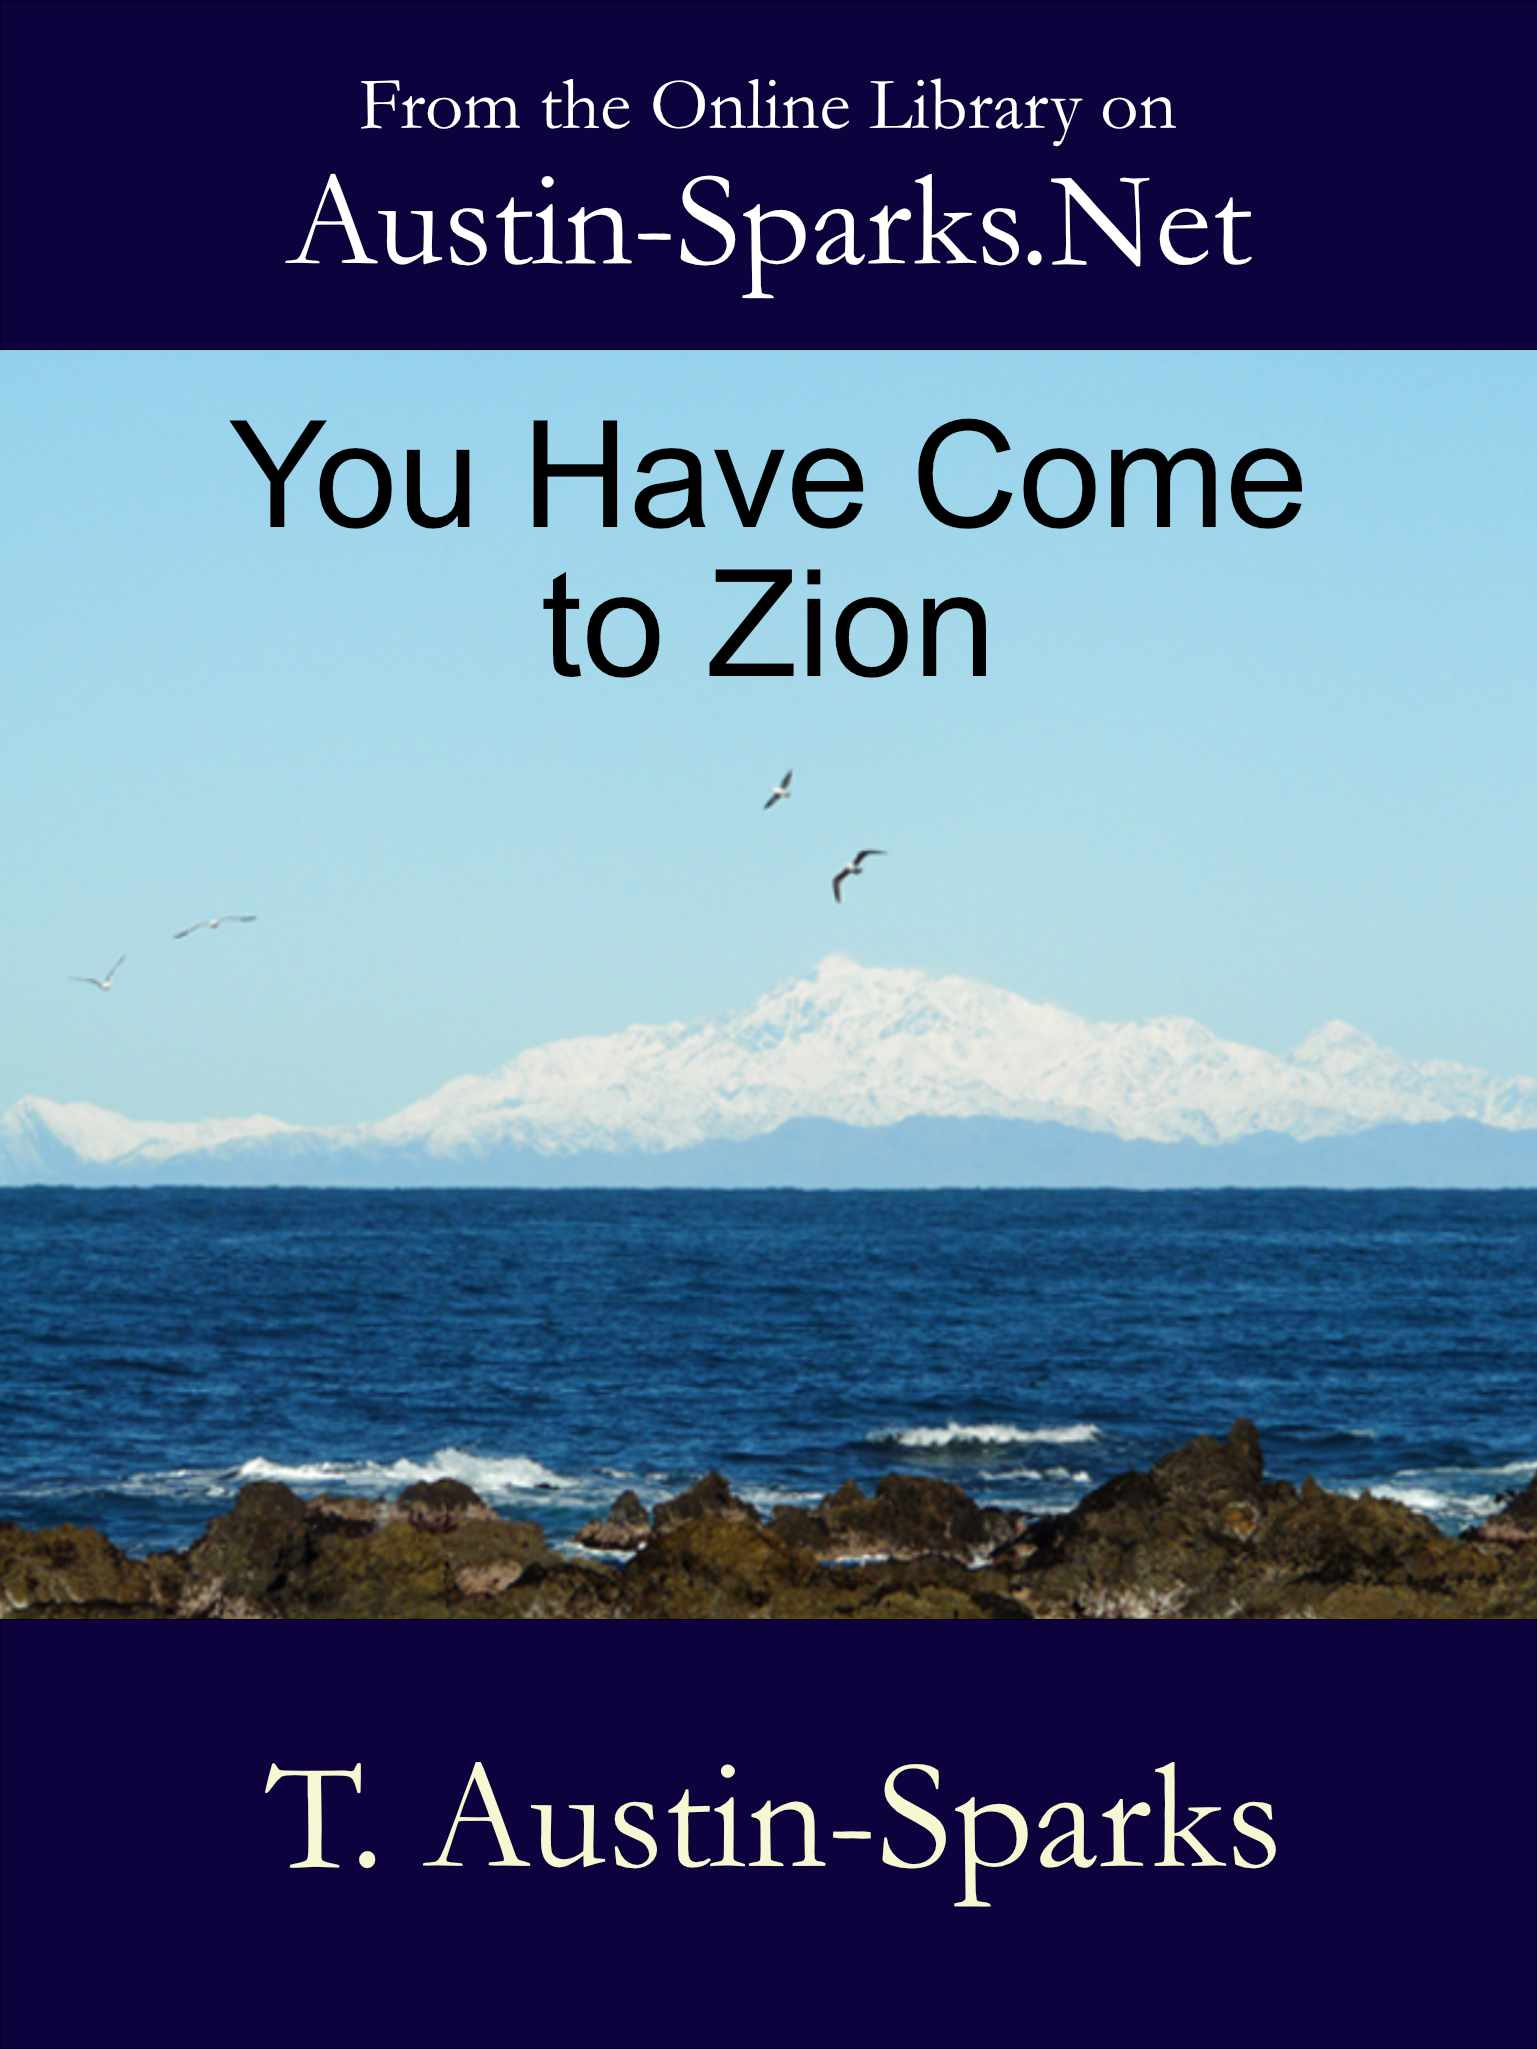 From the Online Library on
Austin-Sparks.Net
You Have Come
to Zion
T. Austin-Sparks